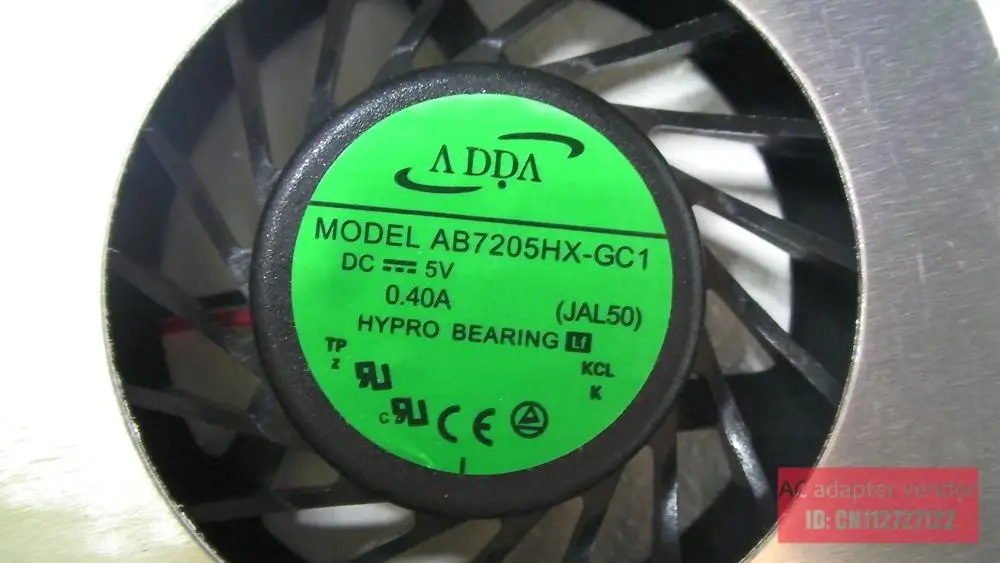 ADDA
MODEL AB7205HX-GC1
DC 5V
0.40A
(JAL50)
HYPRO BEARING Lf
TP
Z
KCL
K
c
CE
AC adapter vendor
ID: CN112727122